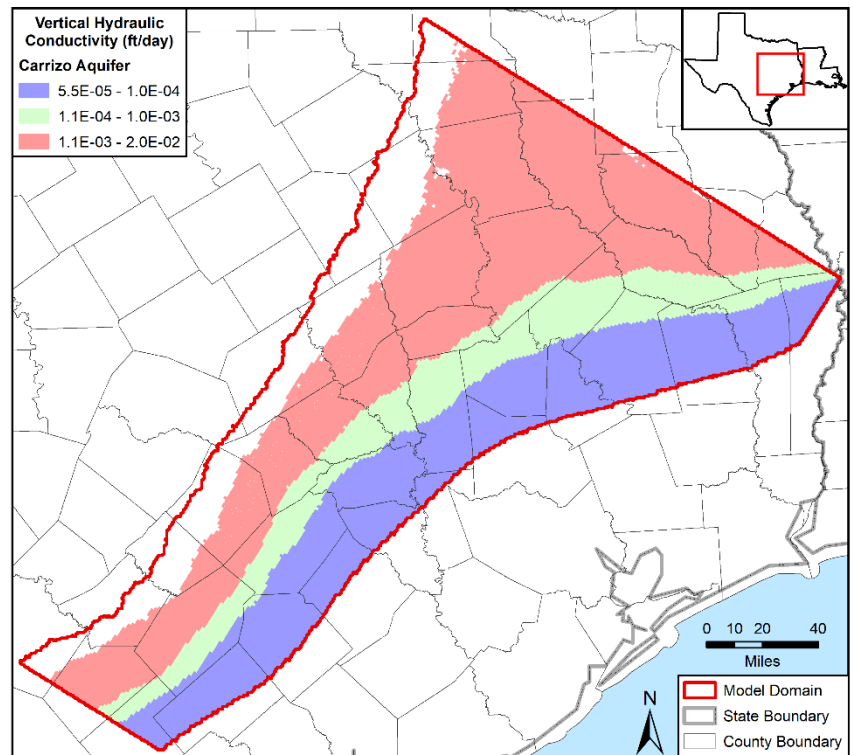 Vertical Hydraulic
Conductivity (ft/day)
Carrizo Aquifer
5.5E-05 - 1.0E-04
1.1E-04 - 1.0E-03
1.1E-03 - 2.0E-02
0 10 20 40
Miles
N
Model Domain
State Boundary
County Boundary